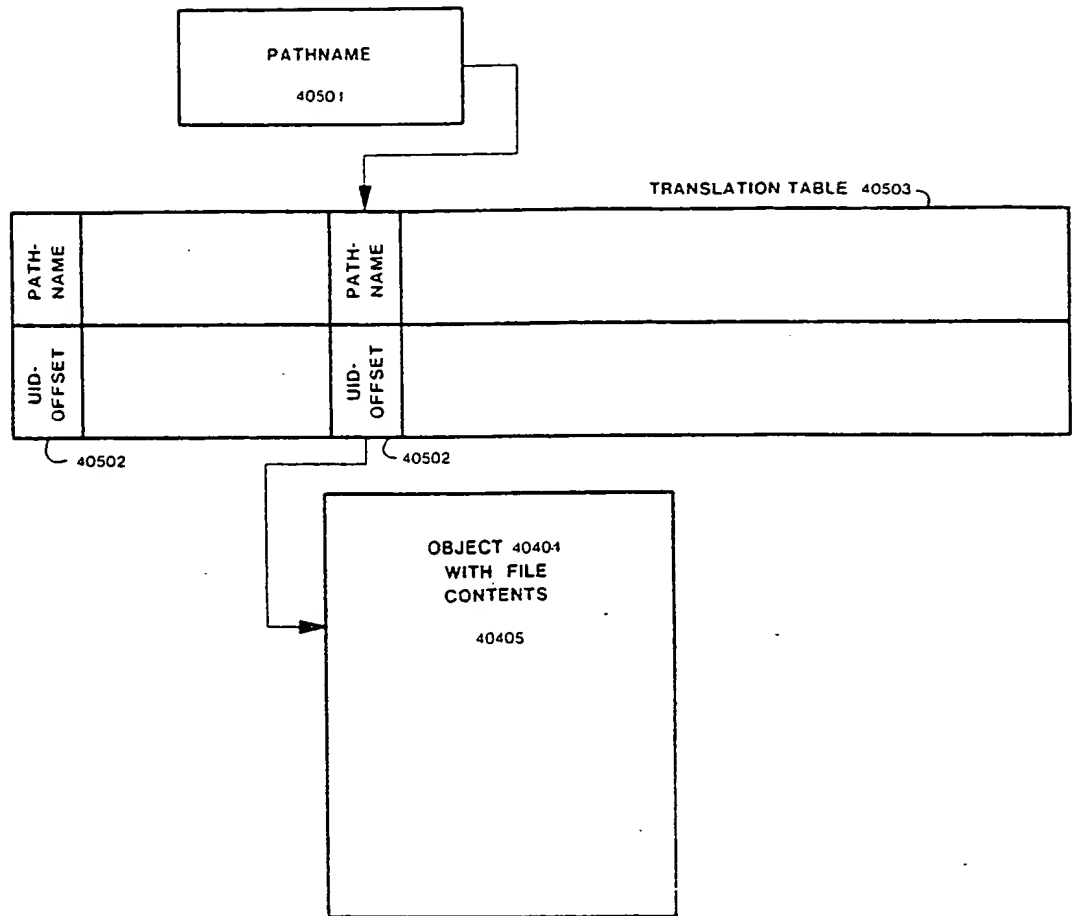 PATHNAME
40501
TRANSLATION TABLE 40503
PATH-
NAME
PATH-
NAME
UID-
OFFSET
UID-
OFFSET
40502
40502
OBJECT 40404
WITH FILE
CONTENTS
40405